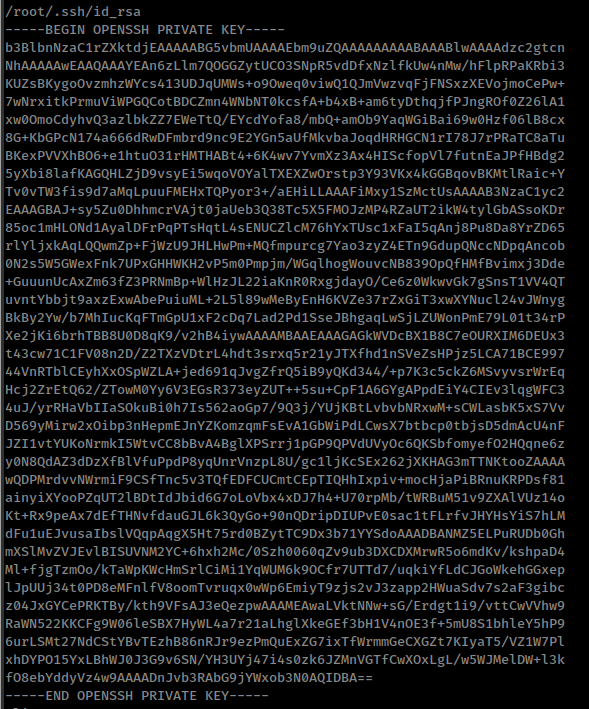 /root/.ssh/id_rsa
-----BEGIN OPENSSH PRIVATE KEY-----
b3BlbnNzaC1rZXktdjEAAAAABG5vbmUAAAAEbm9uZQAAAAAAAAABAAABlwAAAAdzc2gtcn
NhAAAAAwEAAQAAAYEAn6zLlm7QOGGZytUCO3SNpR5vdDfxNzlfkUw4nMw/hFlpRPaKRbi3
KUZsBKygoOvzmhzWYcs413UDJqUMWs+o9Oweq0viwQ1QJmVwzvqFjFNSxzXEVojmoCePw+
7wNrxitkPrmuViWPGQCotBDCZmn4WNbNT0kcsfA+b4xB+am6tyDthqjfPJngROf0Z26lA1
xw0OmoCdyhvQ3azlbkZZ7EWeTtQ/EYcdYofa8/mbQ+amOb9YaqWGiBai69w0Hzf06lB8cx
8G+KbGPcN174a666dRwDFmbrd9nc9E2YGn5aUfMkvbaJoqdHRHGCN1rI78J7rPRaTC8aTu
BKexPVVXhBO6+e1htuO31rHMTHABt4+6K4wv7YvmXz3Ax4HIScfopVl7futnEaJPfHBdg2
5yXbi8lafKAGQHLZjD9vsyEi5wqoVOYalTXEXZwOrstp3Y93VKx4kGGBqovBKMtlRaic+Y
Tv0vTW3fis9d7aMqLpuuFMEHxTQPyor3+/aEHiLLAAAFiMxy1SzMctUsAAAAB3NzaC1yc2
EAAAGBAJ+sy5Zu0DhhmcrVAjt0jaUeb3Q38Tc5X5FMOJzMP4RZaUT2ikW4tylGbASsoKDr
85oc1mHLONd1AyalDFrPqPTsHqtL4sENUCZlcM76hYxTUsc1xFaI5qAnj8Pu8Da8YrZD65
rlYljxkAqLQQwmZp+FjWzU9JHLHwPm+MQfmpurcg7Yao3zyZ4ETn9GdupQNccNDpqAncob
0N2s5W5GWexFnk7UPxGHHWKH2vP5m0Pmpjm/WGqlhogWouvcNB839OpQfHMfBvimxj3Dde
+GuuunUcAxZm63fZ3PRNmBp+WlHzJL22iaKnR0RxgjdayO/Ce6z0WkwvGk7gSnsT1VV4QT
uvntYbbjt9axzExwAbePuiuML+2L5l89wMeByEnH6KVZe37rZxGiT3xwXYNucl24vJWnyg
BkBy2Yw/b7MhIucKqFTmGpU1xF2cDq7Lad2Pd1SseJBhgaqLwSjLZUWonPmE79L01t34rP
Xe2jKi6brhTBB8U0D8qK9/v2hB4iywAAAAMBAAEAAAGAGkWVDcBX1B8C7eOURXIM6DEUx3
t43cw71C1FV08n2D/Z2TXzVDtrL4hdt3srxq5r21yJTXfhd1nSVeZsHPjz5LCA71BCE997
44VnRTblCEyhXxOSpWZLA+jed691qJvgZfrQ5iB9yQKd344/+p7K3c5ckZ6MSvyvsrWrEq
Hcj2ZrEtQ62/ZTowM0Yy6V3EGsR373eyZUT++5su+CpF1A6GYgAPpdEiY4CIEv3lqgWFC3
4uJ/yrRHaVbIIaSOkuBi0h7Is562aoGp7/9Q3j/YUjKBtLvbvbNRxwM+sCWLasbK5xS7Vv
D569yMirw2xOibp3nHepmEJnYZKomzqmFsEvA1GbWiPdLCwsX7btbcp0tbjsD5dmAcU4nF
JZI1vtYUKoNrmkI5WtvCC8bBvA4BglXPSrrj1pGP9QPVdUVyOc6QKSbfomyefO2HQqne6z
y0N8QdAZ3dDzXfBlVfuPpdP8yqUnrVnzpL8U/gc1ljKcSEx262jXKHAG3mTTNKtooZAAAA
wQDPMrdvvNWrmiF9CSfTnc5v3TQfEDFCUCmtCEpTIQHhIxpiv+mocHjaPiBRnuKRPDsf81
ainyiXYooPZqUT2lBDtIdJbid6G7oLoVbx4xDJ7h4+U70rpMb/tWRBuM51v9ZXAlVUz14o
Kt+Rx9peAx7dEfTHNvfdauGJL6k3QyGo+90nQDripDIUPvE0sac1tFLrfvJHYHsYiS7hLM
dFu1uEJvusaIbslVQqpAqgX5Ht75rd0BZytTC9Dx3b71YYSdoAAADBANMZ5ELPuRUDb0Gh
mXSlMvZVJEvlBISUVNM2YC+6hxh2Mc/0Szh0060qZv9ub3DXCDXMrwR5o6mdKv/kshpaD4
Ml+fjgTzmOo/kTaWpKWcHmSrlCiMi1YqWUM6k9OCfr7UTTd7/uqkiYfLdCJGoWkehGGxep
lJpUUj34t0PD8eMFnlfV8oomTvruqx0wWp6EmiyT9zjs2vJ3zapp2HWuaSdv7s2aF3gibc
z04JxGYCePRKTBy/kth9VFsAJ3eQezpwAAAMEAwaLVktNNw+sG/Erdgt1i9/vttCwVVhw9
RaWN522KKCFg9W06leSBX7HyWL4a7r21aLhglXkeGEf3bH1V4nOE3f+5mU8S1bhleY5hP9
6urLSMt27NdCStYBvTEzhB86nRJr9ezPmQuExZG7ixTfWrmmGeCXGZt7KIyaT5/VZ1W7Pl
xhDYPO15YxLBhWJ0J3G9v6SN/YH3UYj47i4s0zk6JZMnVGTfCwXOxLgL/w5WJMelDW+l3k
fO8ebYddyVz4w9AAAADnJvb3RAbG9jYWxob3N0AQIDBA==
-----END OPENSSH PRIVATE KEY-----